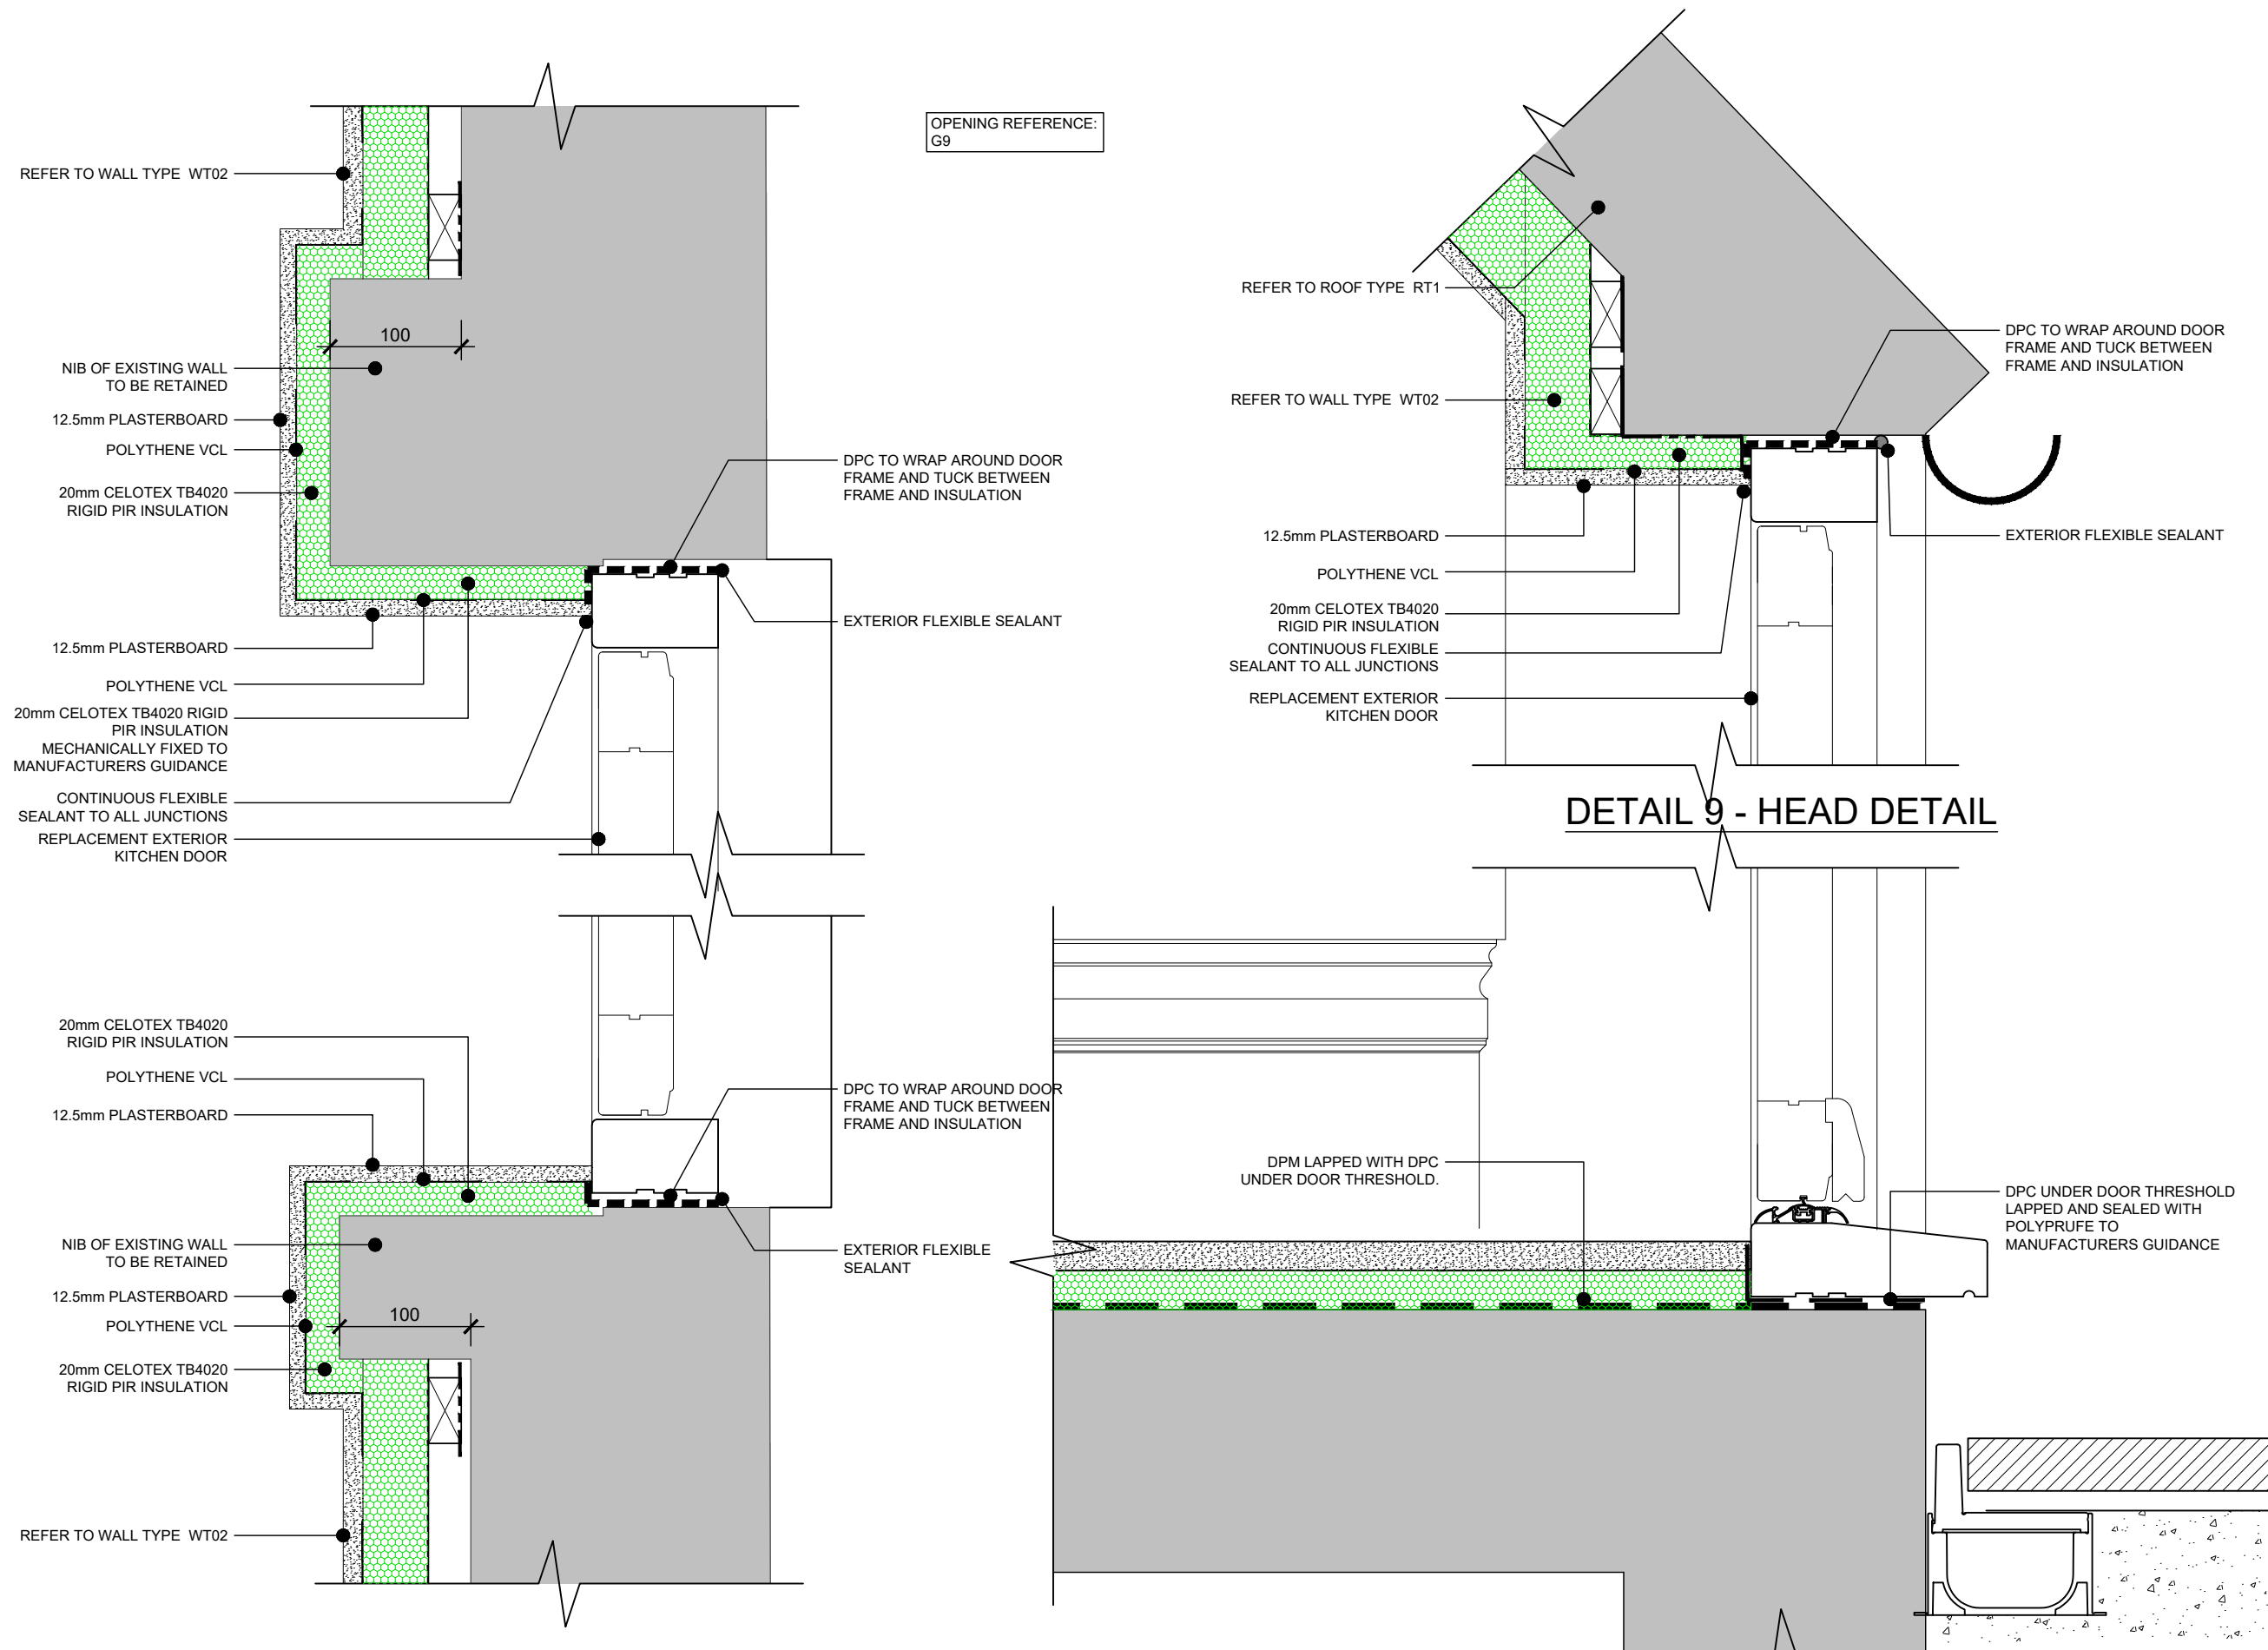 OPENING REFERENCE:
G9
REFER TO WALL TYPE  WT02
100
NIB OF EXISTING WALL
TO BE RETAINED
12.5mm PLASTERBOARD
POLYTHENE VCL
20mm CELOTEX TB4020
RIGID PIR INSULATION
DPC TO WRAP AROUND DOOR
FRAME AND TUCK BETWEEN
FRAME AND INSULATION
EXTERIOR FLEXIBLE SEALANT
12.5mm PLASTERBOARD
POLYTHENE VCL
20mm CELOTEX TB4020 RIGID
PIR INSULATION
MECHANICALLY FIXED TO
MANUFACTURERS GUIDANCE
CONTINUOUS FLEXIBLE
SEALANT TO ALL JUNCTIONS
REPLACEMENT EXTERIOR
KITCHEN DOOR
20mm CELOTEX TB4020
RIGID PIR INSULATION
POLYTHENE VCL
12.5mm PLASTERBOARD
DPC TO WRAP AROUND DOOR
FRAME AND TUCK BETWEEN
FRAME AND INSULATION
NIB OF EXISTING WALL
TO BE RETAINED
EXTERIOR FLEXIBLE
SEALANT
12.5mm PLASTERBOARD
100
POLYTHENE VCL
20mm CELOTEX TB4020
RIGID PIR INSULATION
REFER TO WALL TYPE  WT02
REFER TO ROOF TYPE  RT1
DPC TO WRAP AROUND DOOR
FRAME AND TUCK BETWEEN
FRAME AND INSULATION
REFER TO WALL TYPE  WT02
12.5mm PLASTERBOARD
EXTERIOR FLEXIBLE SEALANT
POLYTHENE VCL
20mm CELOTEX TB4020
RIGID PIR INSULATION
CONTINUOUS FLEXIBLE
SEALANT TO ALL JUNCTIONS
REPLACEMENT EXTERIOR
KITCHEN DOOR
DETAIL 9 - HEAD DETAIL
DPM LAPPED WITH DPC
UNDER DOOR THRESHOLD.
DPC UNDER DOOR THRESHOLD
LAPPED AND SEALED WITH
POLYPRUFE TO
MANUFACTURERS GUIDANCE